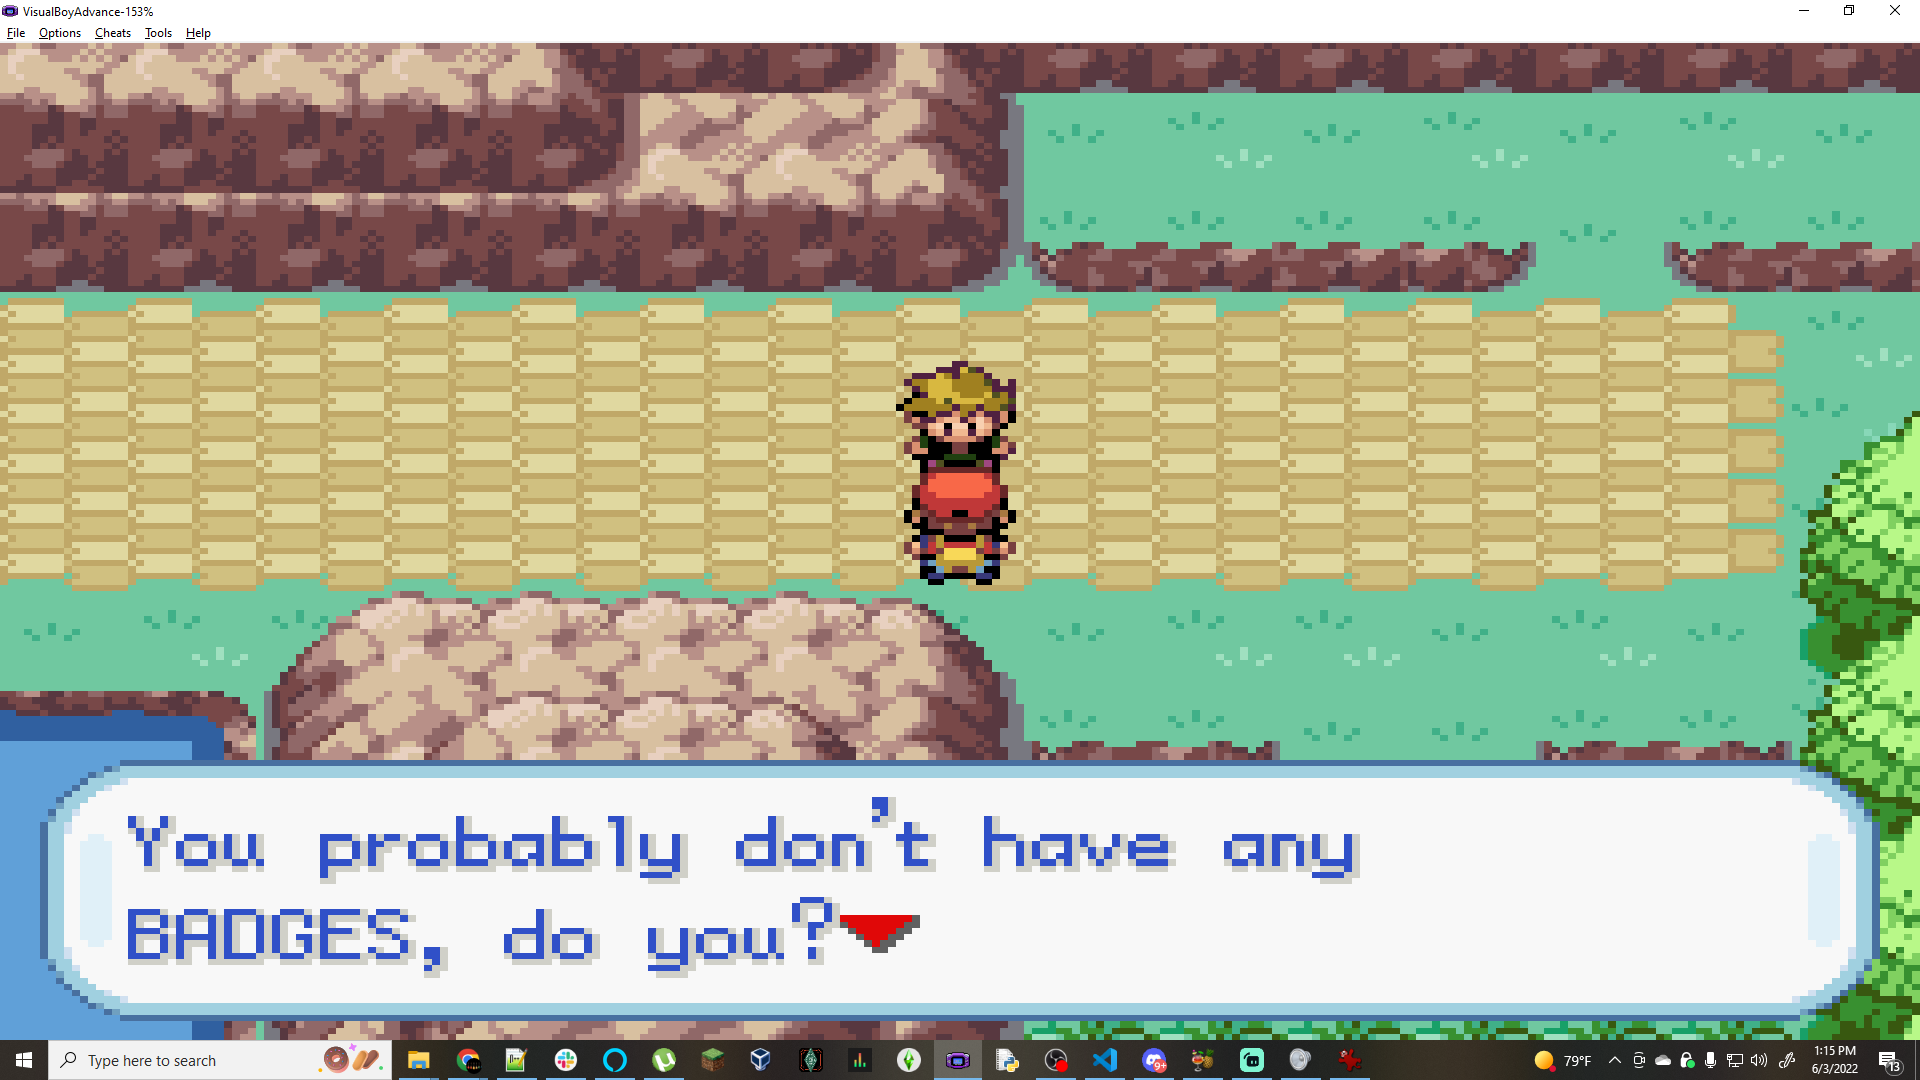 VisualBoyAdvance-153%
File Options Cheats Tools Help
You probably don't have any
BADGES, do you?
Type here to search
9+
79°F
1:15 PM
6/3/2022
13